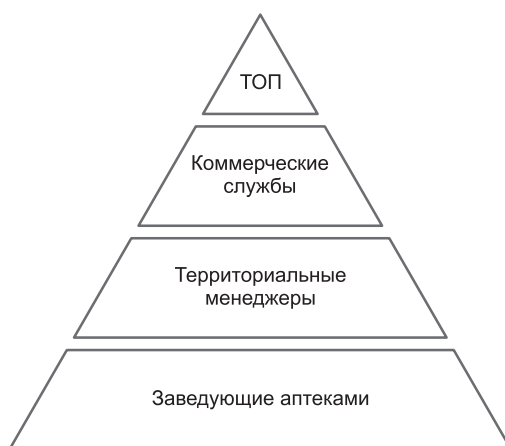 ТОП
Коммерческие
службы
Территориальные
менеджеры
Заведующие аптеками